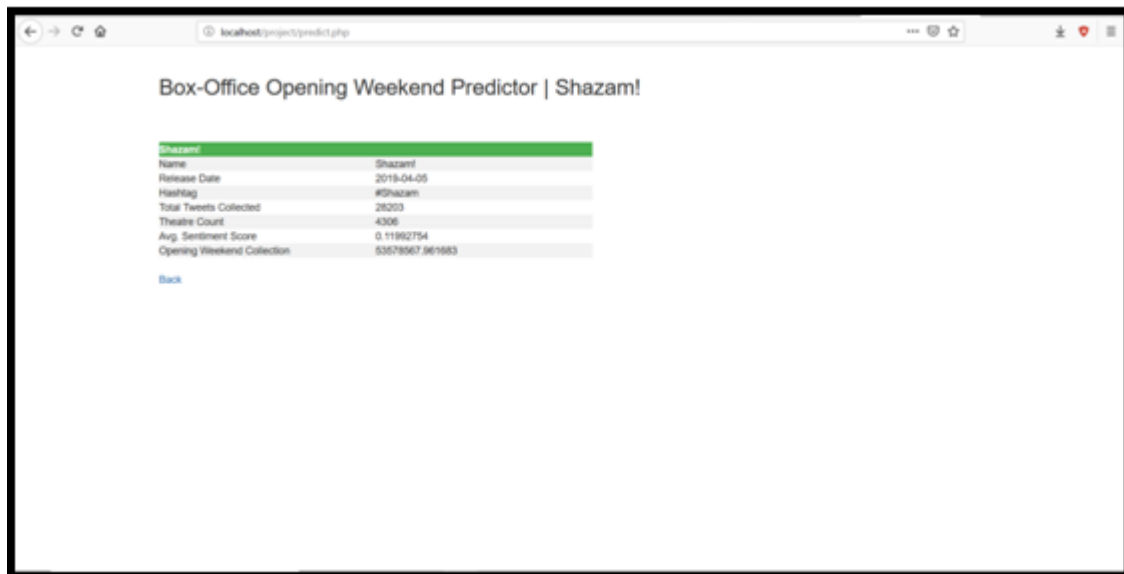 localhost/project/predict.php
Box-Office Opening Weekend Predictor | Shazam!
Shazam!
Name Shazam!
Release Date 2019-04-05
Hashtag #Shazam
Total Tweets Collected 28203
Theatre Count 4306
Avg. Sentiment Score 0.11992754
Opening Weekend Collection 53578567.961683
Back